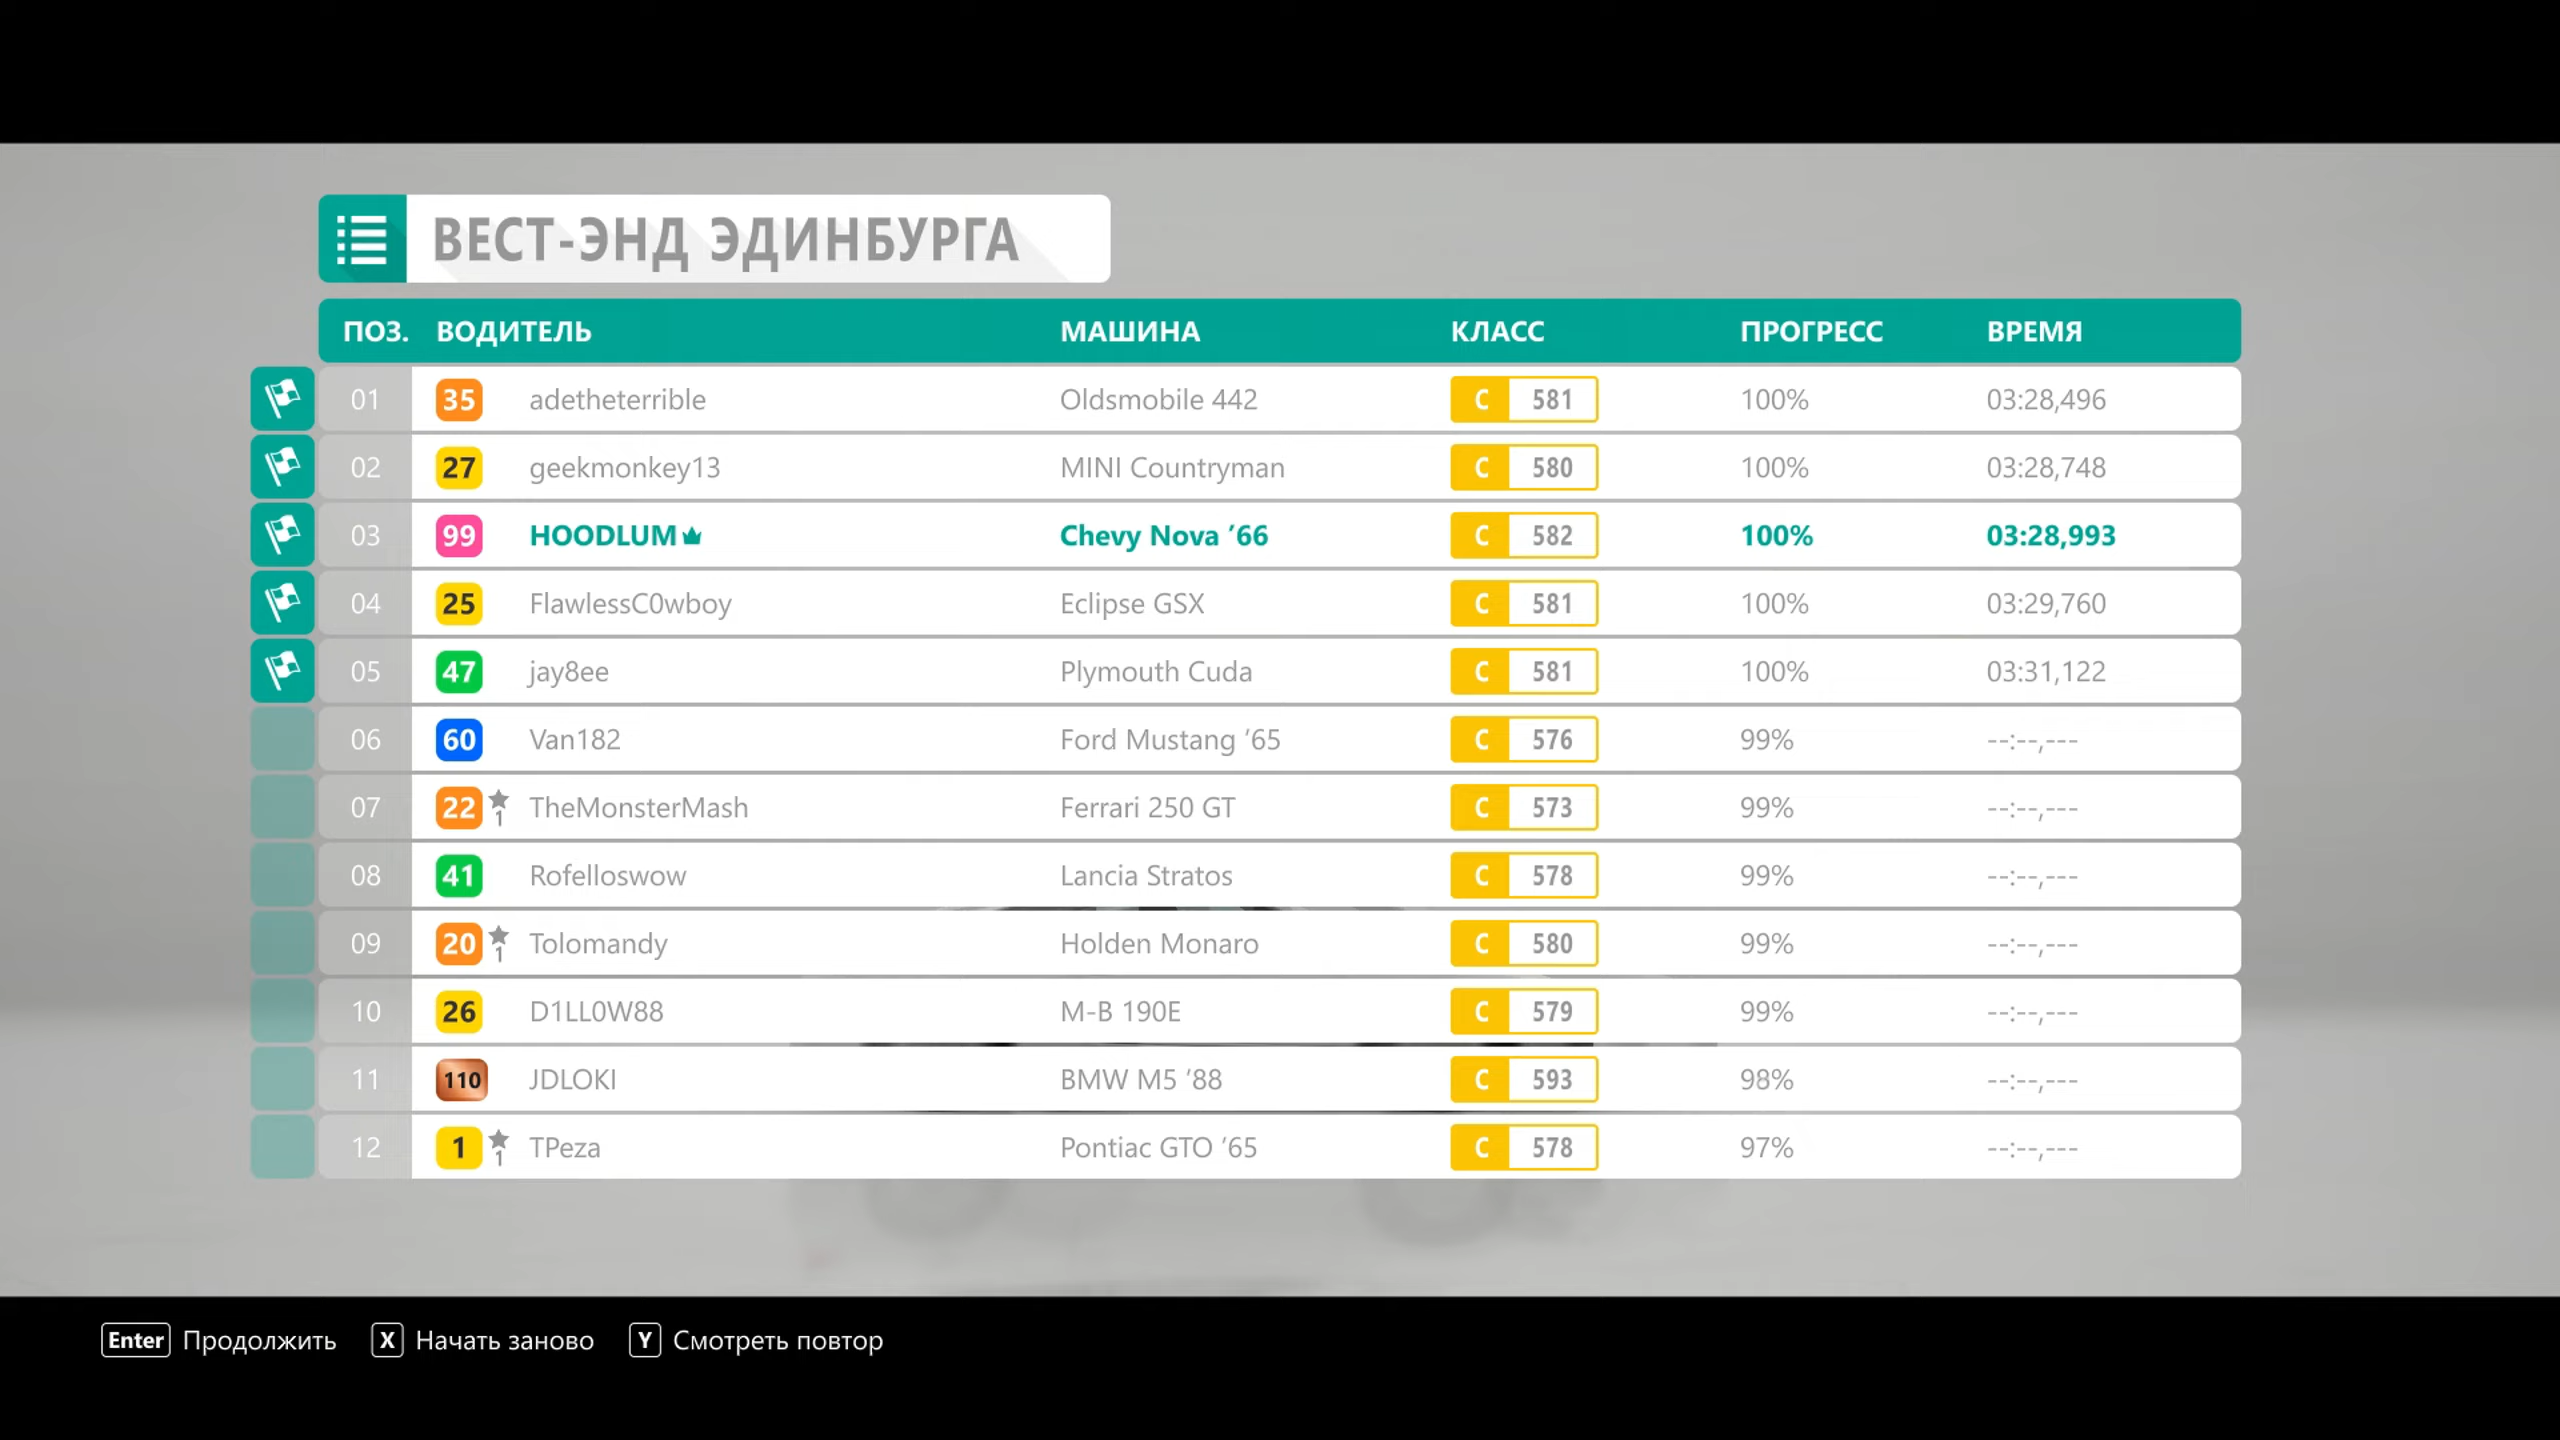 ВЕСТ-ЭНД ЭДИНБУРГА
ПОЗ. ВОДИТЕЛЬ МАШИНА КЛАСС ПРОГРЕСС ВРЕМЯ
01 35 adetheterrible Oldsmobile 442 C 581 100% 03:28,496
02 27 geekmonkey13 MINI Countryman C 580 100% 03:28,748
03 99 HOODLUM Chevy Nova ’66 C 582 100% 03:28,993
04 25 FlawlessC0wboy Eclipse GSX C 581 100% 03:29,760
05 47 jay8ee Plymouth Cuda C 581 100% 03:31,122
06 60 Van182 Ford Mustang ’65 C 576 99% --:--,---
07 22 1 TheMonsterMash Ferrari 250 GT C 573 99% --:--,---
08 41 Rofelloswow Lancia Stratos C 578 99% --:--,---
09 20 1 Tolomandy Holden Monaro C 580 99% --:--,---
10 26 D1LL0W88 M-B 190E C 579 99% --:--,---
11 110 JDLOKI BMW M5 ’88 C 593 98% --:--,---
12 1 1 TPeza Pontiac GTO ’65 C 578 97% --:--,---
Enter Продолжить X Начать заново Y Смотреть повтор